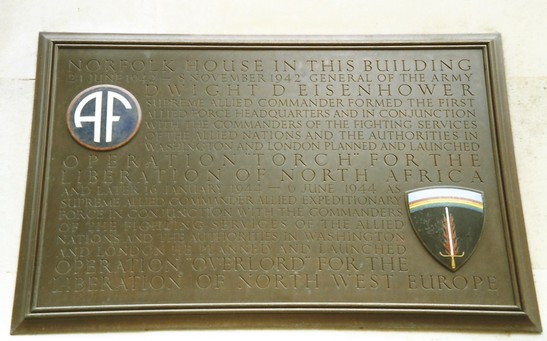 NORFOLK HOUSE IN THIS BUILDING
24 JUNE 1942 — 8 NOVEMBER 1942 GENERAL OF THE ARMY
DWIGHT D EISENHOWER
SUPREME ALLIED COMMANDER FORMED THE FIRST
ALLIED FORCE HEADQUARTERS AND IN CONJUNCTION
WITH THE COMMANDERS OF THE FIGHTING SERVICES
OF THE ALLIED NATIONS AND THE AUTHORITIES IN
WASHINGTON AND LONDON PLANNED AND LAUNCHED
OPERATION "TORCH" FOR THE
LIBERATION OF NORTH AFRICA
AND LATER 16 JANUARY 1944 — 6 JUNE 1944 AS
SUPREME ALLIED COMMANDER ALLIED EXPEDITIONARY
FORCE IN CONJUNCTION WITH THE COMMANDERS
OF THE FIGHTING SERVICES OF THE ALLIED
NATIONS AND THE AUTHORITIES IN WASHINGTON
AND LONDON PLANNED AND LAUNCHED
OPERATION "OVERLORD" FOR THE
LIBERATION OF NORTH WEST EUROPE
AF